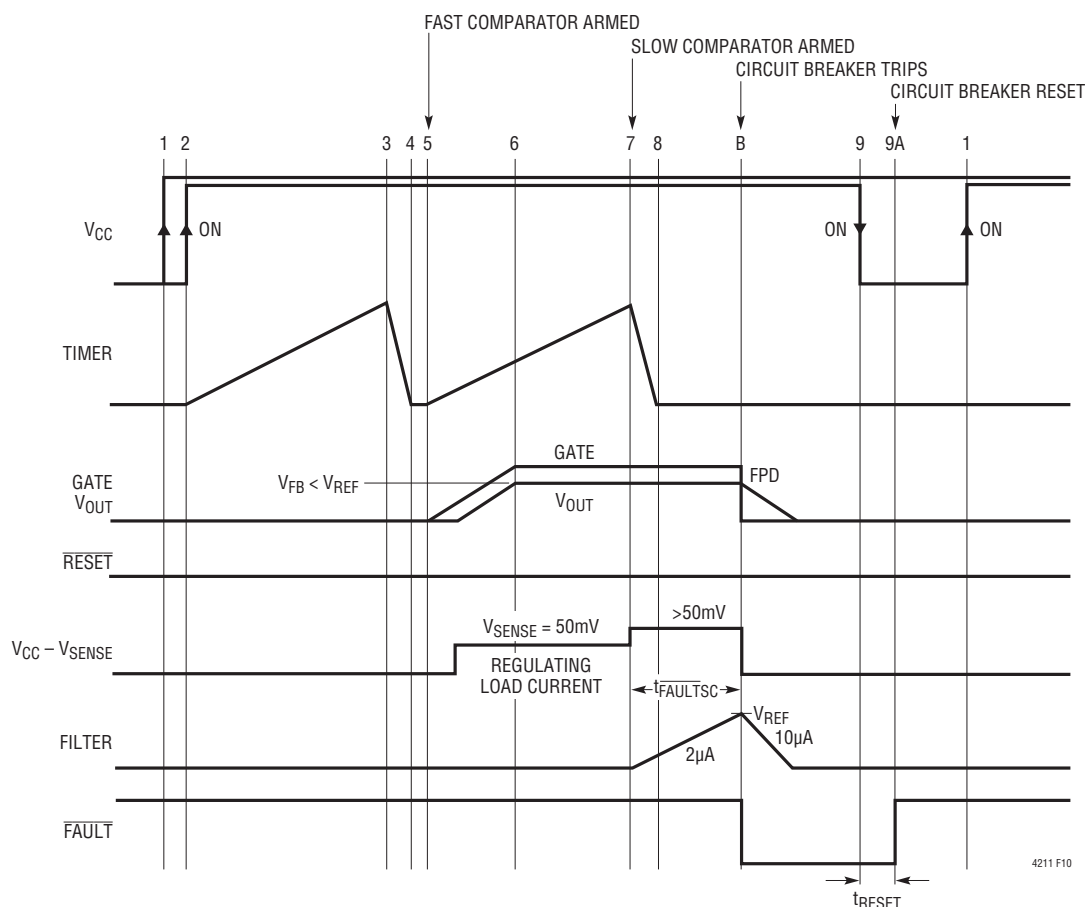 FAST COMPARATOR ARMED
SLOW COMPARATOR ARMED
CIRCUIT BREAKER TRIPS
CIRCUIT BREAKER RESET
1 2 3 4 5 6 7 8 B 9 9A 1
VCC
ON
ON
ON
TIMER
GATE
VOUT
VFB < VREF
GATE
VOUT
FPD
RESET
VCC – VSENSE
VSENSE = 50mV
>50mV
REGULATING
LOAD CURRENT
tFAULTSC
FILTER
VREF
2µA
10µA
FAULT
tRESET
4211 F10